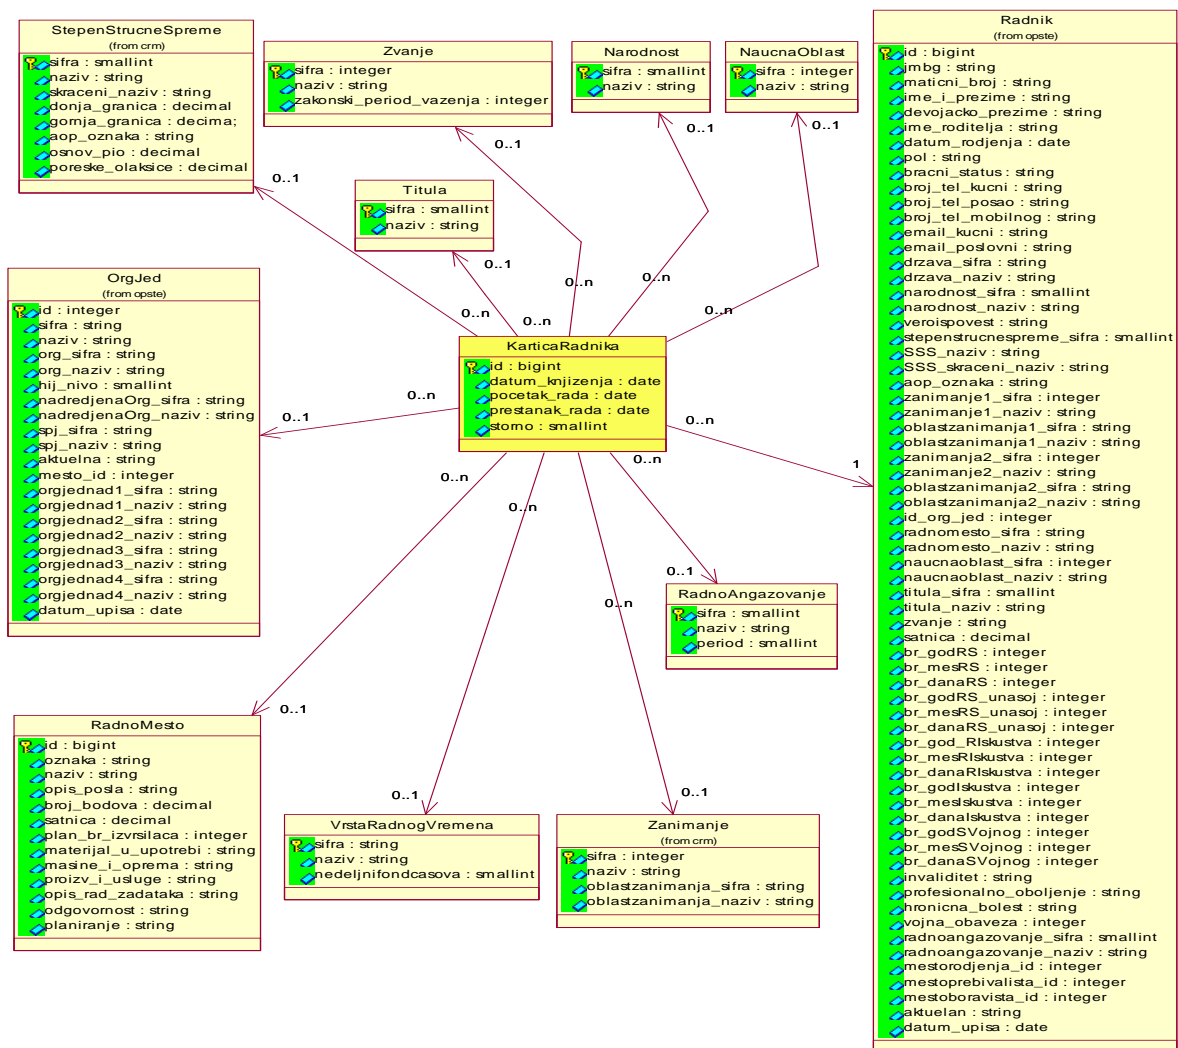 StepenStrucneSpreme
(from crm)
sifra : smallint
naziv : string
skraceni_naziv : string
donja_granica : decimal
gornja_granica : decima;
aop_oznaka : string
osnov_pio : decimal
poreske_olaksice : decimal
0..1
Zvanje
sifra : integer
naziv : string
zakonski_period_vazenja : integer
0..1
Narodnost
sifra : smallint
naziv : string
0..1
NaucnaOblast
sifra : integer
naziv : string
0..1
Titula
sifra : smallint
naziv : string
0..1
OrgJed
(from opste)
id : integer
sifra : string
naziv : string
org_sifra : string
org_naziv : string
hij_nivo : smallint
nadredjenaOrg_sifra : string
nadredjenaOrg_naziv : string
spj_sifra : string
spj_naziv : string
aktuelna : string
mesto_id : integer
orgjednad1_sifra : string
orgjednad1_naziv : string
orgjednad2_sifra : string
orgjednad2_naziv : string
orgjednad3_sifra : string
orgjednad3_naziv : string
orgjednad4_sifra : string
orgjednad4_naziv : string
datum_upisa : date
0..1
0..n
0..n
0..n
0..n
0..n
0..n
KarticaRadnika
id : bigint
datum_knjizenja : date
pocetak_rada : date
prestanak_rada : date
storno : smallint
0..n
1
0..n
0..n
0..n
0..n
0..1
RadnoAngazovanje
sifra : smallint
naziv : string
period : smallint
RadnoMesto
id : bigint
oznaka : string
naziv : string
opis_posla : string
broj_bodova : decimal
satnica : decimal
plan_br_izvrsilaca : integer
materijal_u_upotrebi : string
masine_i_oprema : string
proizv_i_usluge : string
opis_rad_zadataka : string
odgovornost : string
planiranje : string
0..1
0..1
VrstaRadnogVremena
sifra : string
naziv : string
nedeljnifondcasova : smallint
0..1
Zanimanje
(from crm)
sifra : integer
naziv : string
oblastzanimanja_sifra : string
oblastzanimanja_naziv : string
Radnik
(from opste)
id : bigint
jmbg : string
maticni_broj : string
ime_i_prezime : string
devojacko_prezime : string
ime_roditelja : string
datum_rodjenja : date
pol : string
bracni_status : string
broj_tel_kucni : string
broj_tel_posao : string
broj_tel_mobilnog : string
email_kucni : string
email_poslovni : string
drzava_sifra : string
drzava_naziv : string
narodnost_sifra : smallint
narodnost_naziv : string
veroispovest : string
stepenstrucnespreme_sifra : smallint
SSS_naziv : string
SSS_skraceni_naziv : string
aop_oznaka : string
zanimanje1_sifra : integer
zanimanje1_naziv : string
oblastzanimanja1_sifra : string
oblastzanimanja1_naziv : string
zanimanja2_sifra : integer
zanimanje2_naziv : string
oblastzanimanja2_sifra : string
oblastzanimanja2_naziv : string
id_org_jed : integer
radnomesto_sifra : string
radnomesto_naziv : string
naucnaoblast_sifra : integer
naucnaoblast_naziv : string
titula_sifra : smallint
titula_naziv : string
zvanje : string
satnica : decimal
br_godRS : integer
br_mesRS : integer
br_danaRS : integer
br_godRS_unasoj : integer
br_mesRS_unasoj : integer
br_danaRS_unasoj : integer
br_god_RIskustva : integer
br_mesRIskustva : integer
br_danaRIskustva : integer
br_godIskustva : integer
br_mesIskustva : integer
br_danaIskustva : integer
br_godSVojnog : integer
br_mesSVojnog : integer
br_danaSVojnog : integer
invaliditet : string
profesionalno_oboljenje : string
hronicna_bolest : string
vojna_obaveza : integer
radnoangazovanje_sifra : smallint
radnoangazovanje_naziv : string
mestorodjenja_id : integer
mestoprebivalista_id : integer
mestoboravista_id : integer
aktuelan : string
datum_upisa : date